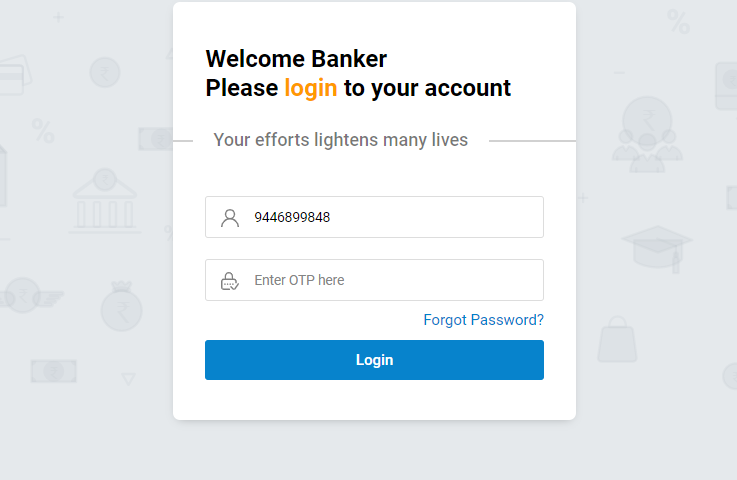 Welcome Banker
Please login to your account
Your efforts lightens many lives
9446899848
Enter OTP here
Forgot Password?
Login